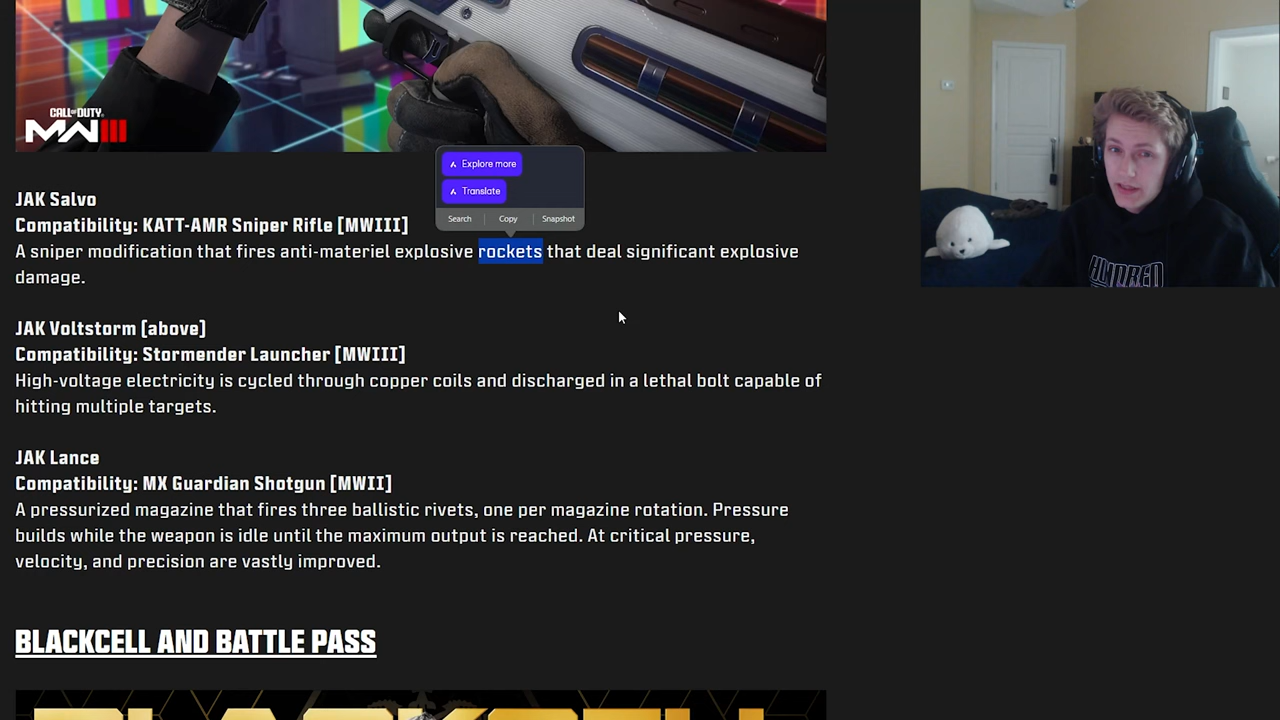 CALL OF DUTY
MWIII
Explore more
Translate
Search
Copy
Snapshot
JAK Salvo
Compatibility: KATT-AMR Sniper Rifle [MWIII]
A sniper modification that fires anti-materiel explosive rockets that deal significant explosive
damage.
JAK Voltstorm [above]
Compatibility: Stormender Launcher [MWIII]
High-voltage electricity is cycled through copper coils and discharged in a lethal bolt capable of
hitting multiple targets.
JAK Lance
Compatibility: MX Guardian Shotgun [MWII]
A pressurized magazine that fires three ballistic rivets, one per magazine rotation. Pressure
builds while the weapon is idle until the maximum output is reached. At critical pressure,
velocity, and precision are vastly improved.
BLACKCELL AND BATTLE PASS
BLACKCELL
HUNDRED